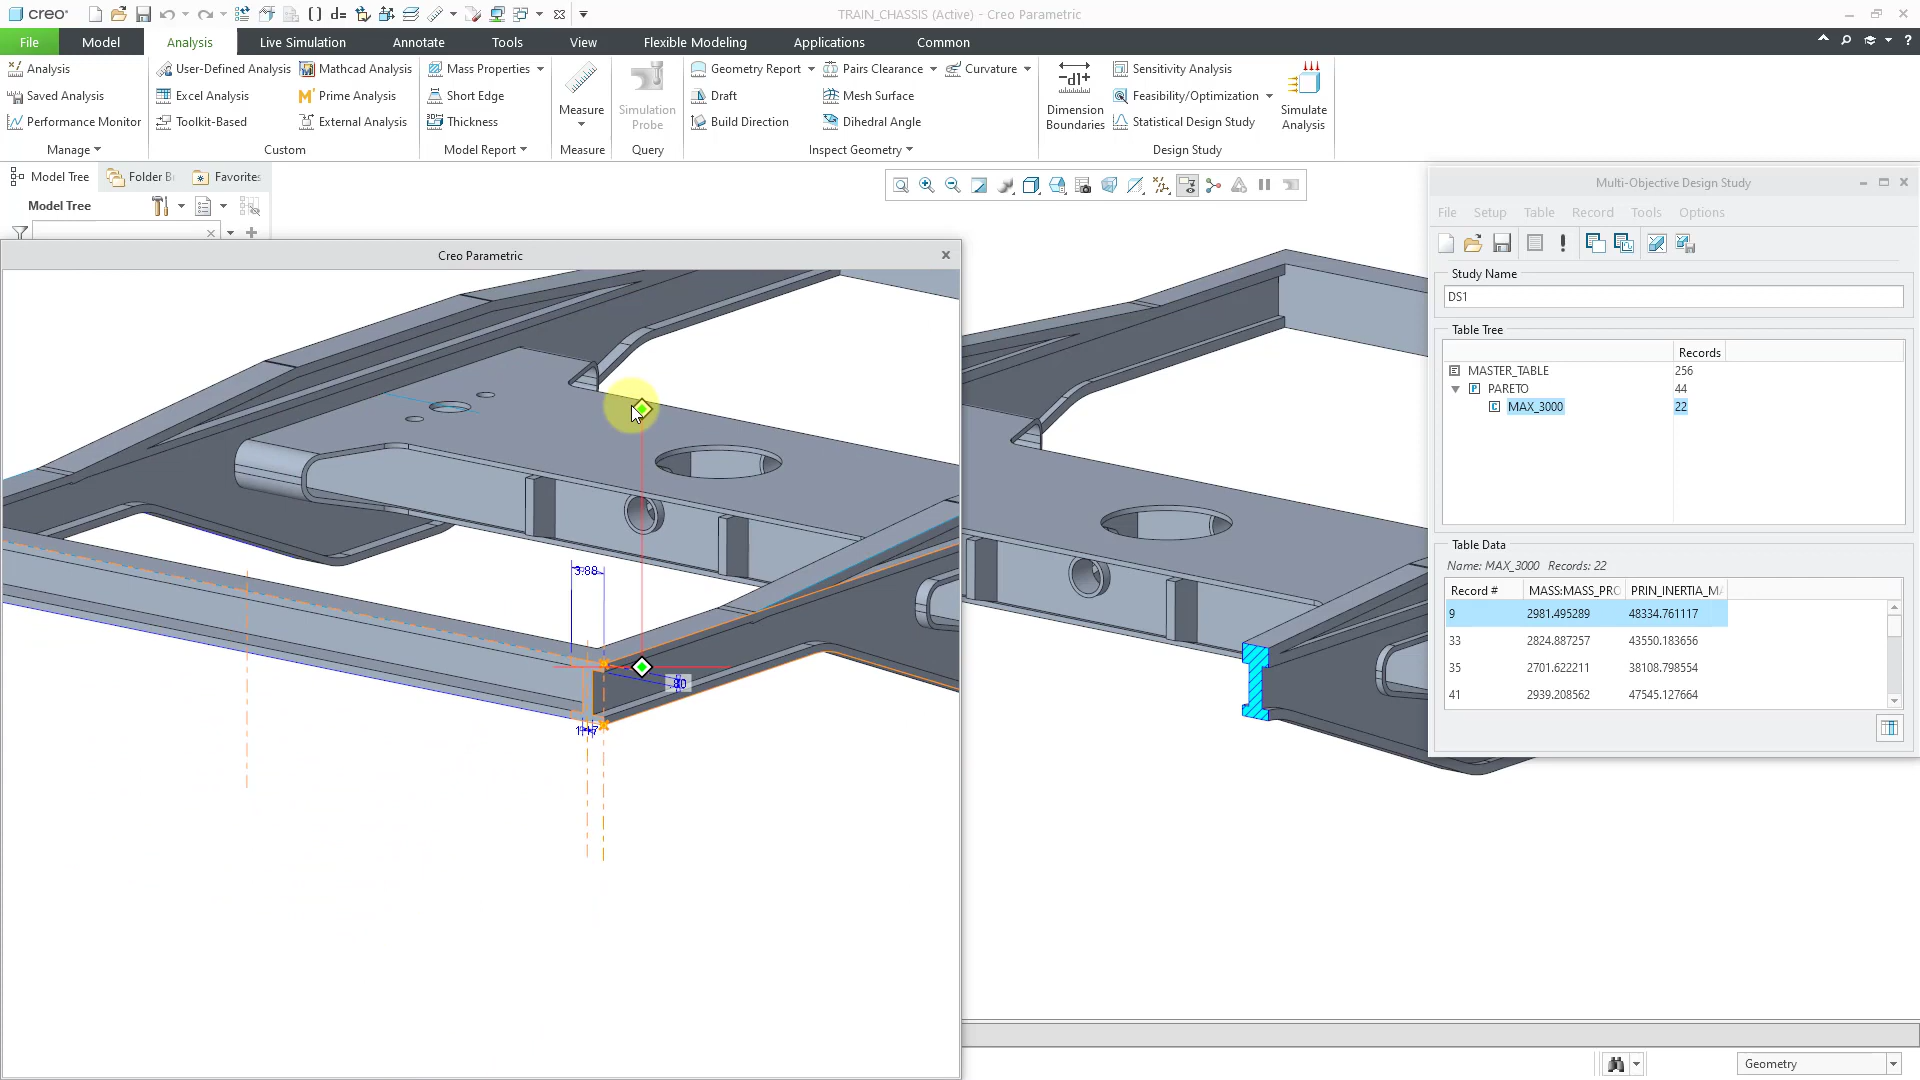 creo
TRAIN_CHASSIS (Active) - Creo Parametric
File Model Analysis Live Simulation Annotate Tools View Flexible Modeling Applications Common
Analysis
Saved Analysis
Performance Monitor
Manage
User-Defined Analysis
Excel Analysis
Toolkit-Based
Mathcad Analysis
Prime Analysis
External Analysis
Custom
Mass Properties
Short Edge
Thickness
Model Report
Measure
Measure
Simulation
Probe
Query
Geometry Report
Draft
Build Direction
Pairs Clearance
Mesh Surface
Dihedral Angle
Curvature
Inspect Geometry
Dimension
Boundaries
Sensitivity Analysis
Feasibility/Optimization
Statistical Design Study
Simulate
Analysis
Design Study
Model Tree
Folder B
Favorites
Model Tree
Creo Parametric
3.88
.80
Multi-Objective Design Study
File Setup Table Record Tools Options
Study Name
DS1
Table Tree
Records
MASTER_TABLE 256
PARETO 44
MAX_3000 22
Table Data
Name: MAX_3000 Records: 22
Record # MASS:MASS_PRO PRIN_INERTIA_MA
9 2981.495289 48334.761117
33 2824.887257 43550.183656
35 2701.622211 38108.798554
41 2939.208562 47545.127664
Geometry